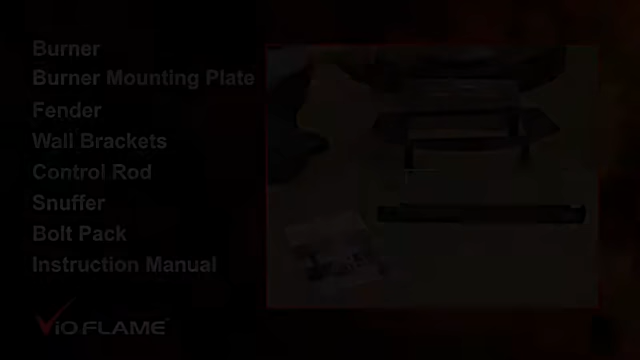 Burner
Burner Mounting Plate
Fender
Wall Brackets
Control Rod
Snuffer
Bolt Pack
Instruction Manual
ViO FLAME